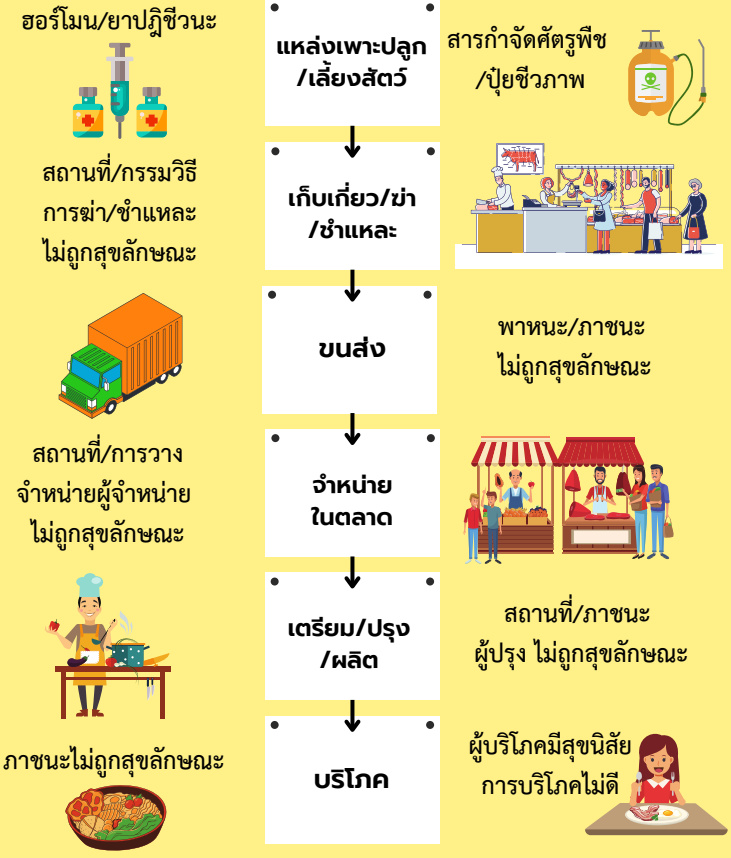 ฮอร์โมน/ยาปฎิชีวนะ
แหล่งเพาะปลูก
/เลี้ยงสัตว์
สารกำจัดศัตรูพืช
/ปุ๋ยชีวภาพ
สถานที่/กรรมวิธี
การฆ่า/ชำแหละ
ไม่ถูกสุขลักษณะ
เก็บเกี่ยว/ฆ่า
/ชำแหละ
ขนส่ง
พาหนะ/ภาชนะ
ไม่ถูกสุขลักษณะ
สถานที่/การวาง
จำหน่ายผู้จำหน่าย
ไม่ถูกสุขลักษณะ
จำหน่าย
ในตลาด
เตรียม/ปรุง
/ผลิต
สถานที่/ภาชนะ
ผู้ปรุง ไม่ถูกสุขลักษณะ
ภาชนะไม่ถูกสุขลักษณะ
บริโภค
ผู้บริโภคมีสุขนิสัย
การบริโภคไม่ดี